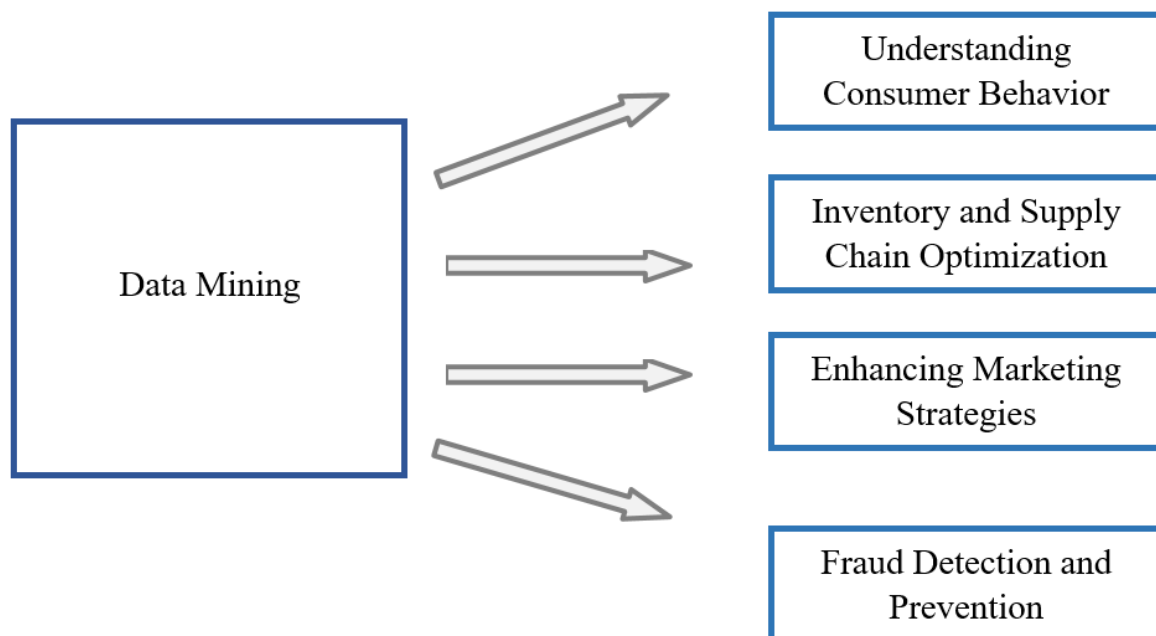 Data Mining
Understanding
Consumer Behavior
Inventory and Supply
Chain Optimization
Enhancing Marketing
Strategies
Fraud Detection and
Prevention